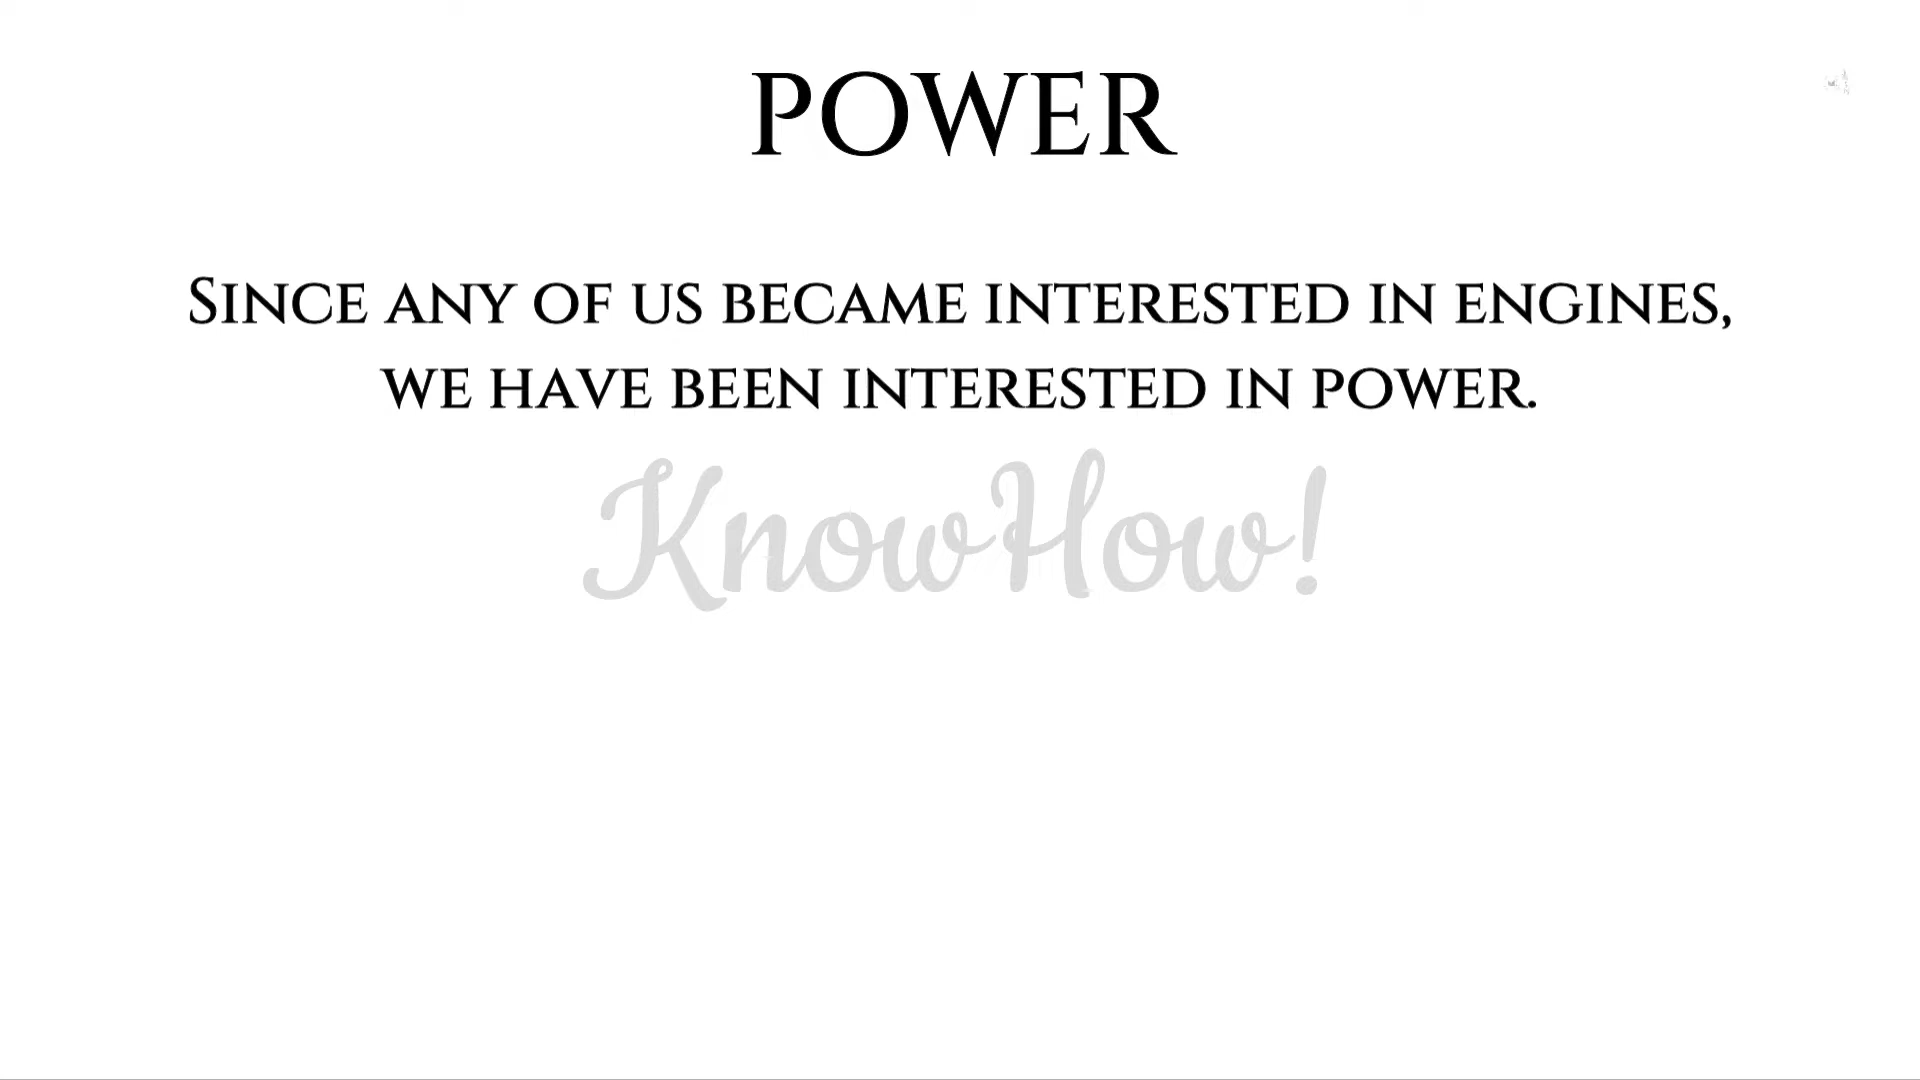 POWER
Since any of us became interested in engines,
we have been interested in power.
KnowHow!